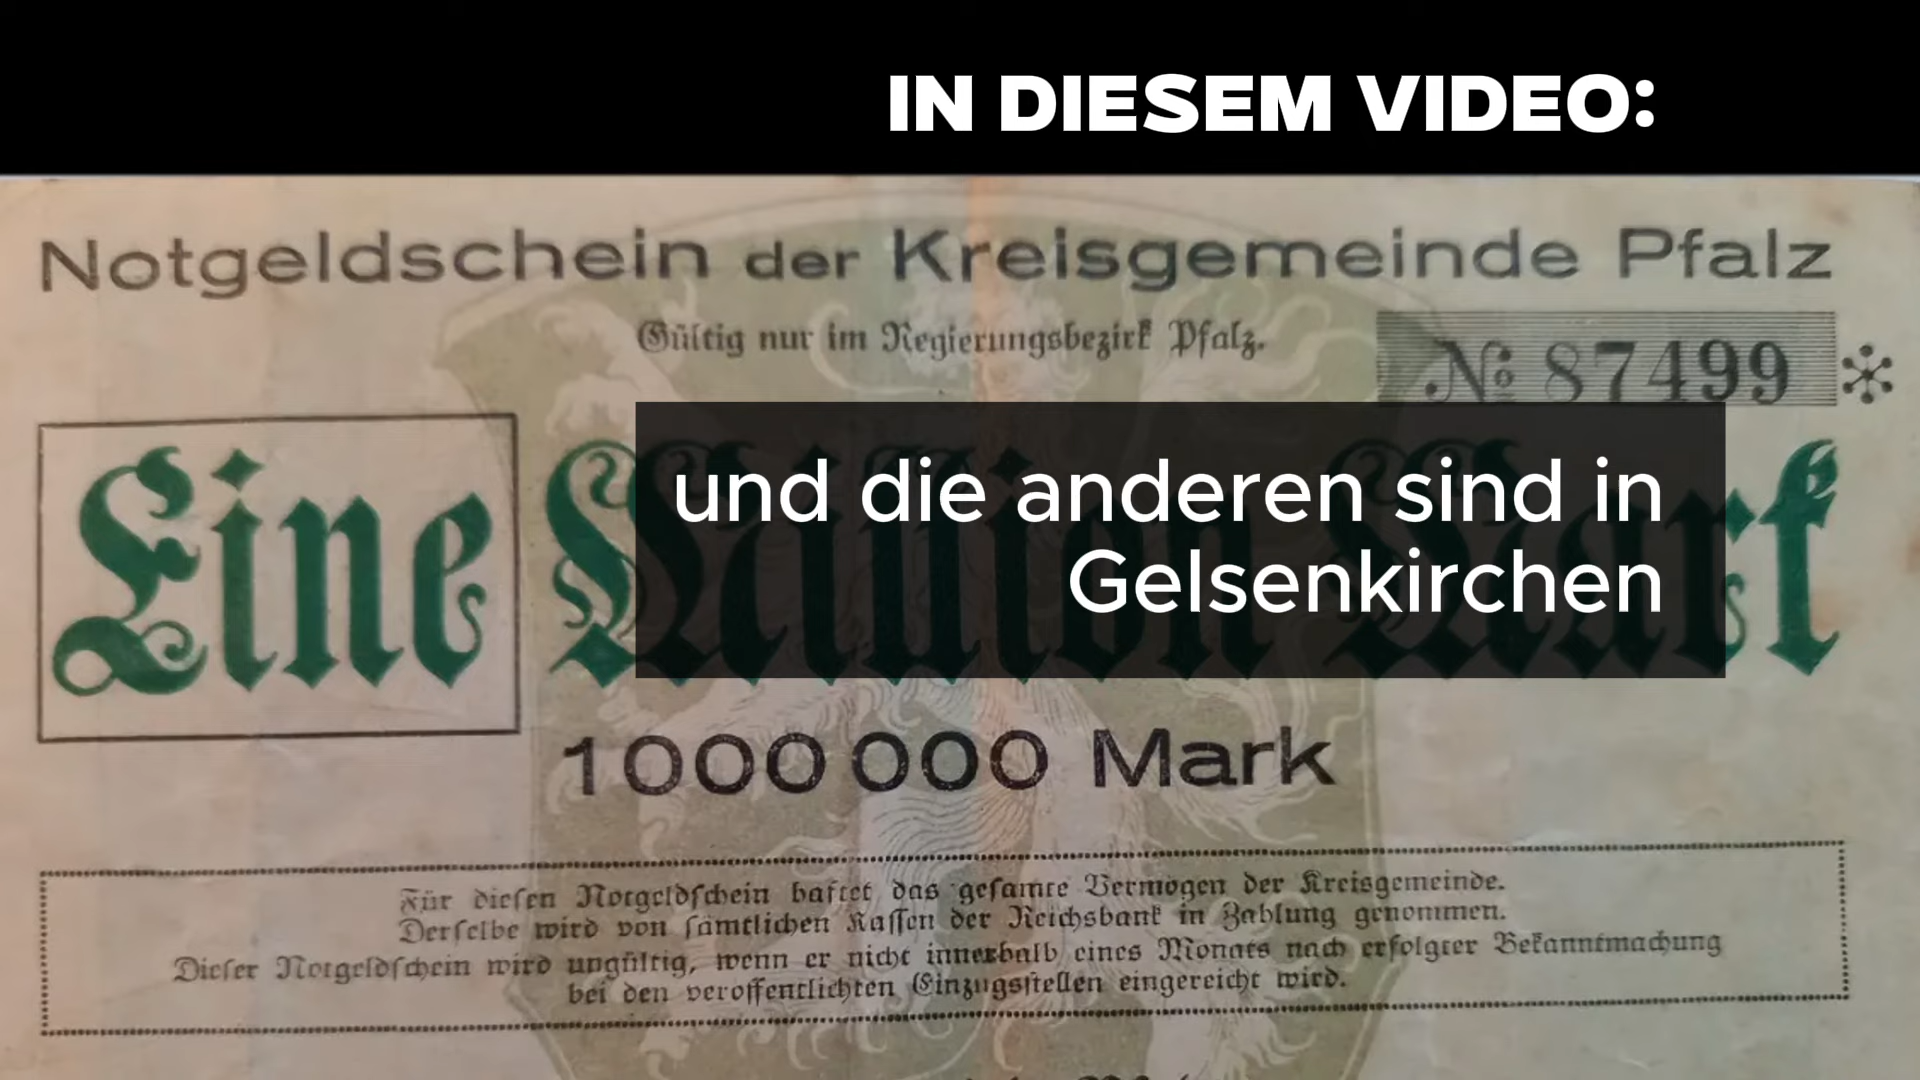 IN DIESEM VIDEO:
Notgeldschein der Kreisgemeinde Pfalz
Gültig nur im Regierungsbezirk Pfalz.
№ 87499 *
Eine Million Mark
und die anderen sind in
Gelsenkirchen
1000000 Mark
Für dieſen Notgeldſchein haftet das geſamte Vermögen der Kreisgemeinde.
Derſelbe wird von ſämtlichen Kaſſen der Reichsbank in Zahlung genommen.
Dieſer Notgeldſchein wird ungültig, wenn er nicht innerhalb eines Monats nach erfolgter Bekanntmachung
bei den veröffentlichten Einzugsſtellen eingereicht wird.